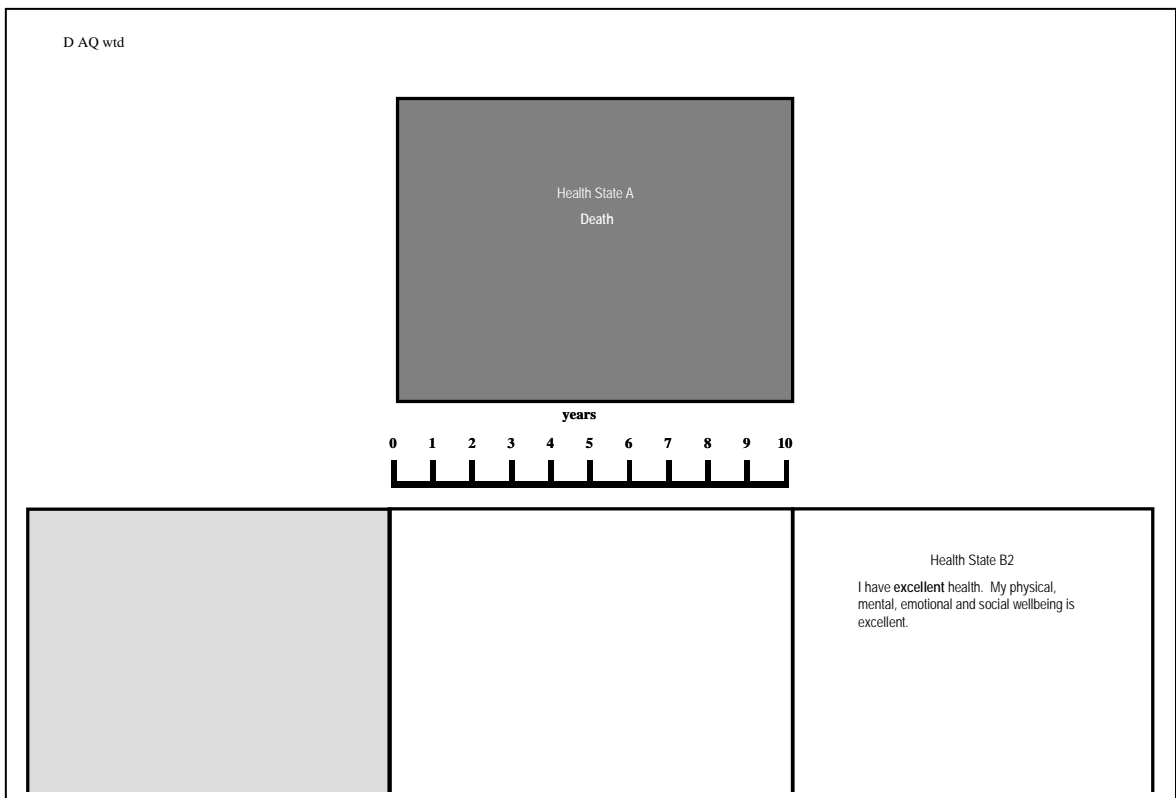 D AQ wtd
Health State A
Death
years
0 1 2 3 4 5 6 7 8 9 10
Health State B2
I have excellent health. My physical,
mental, emotional and social wellbeing is
excellent.